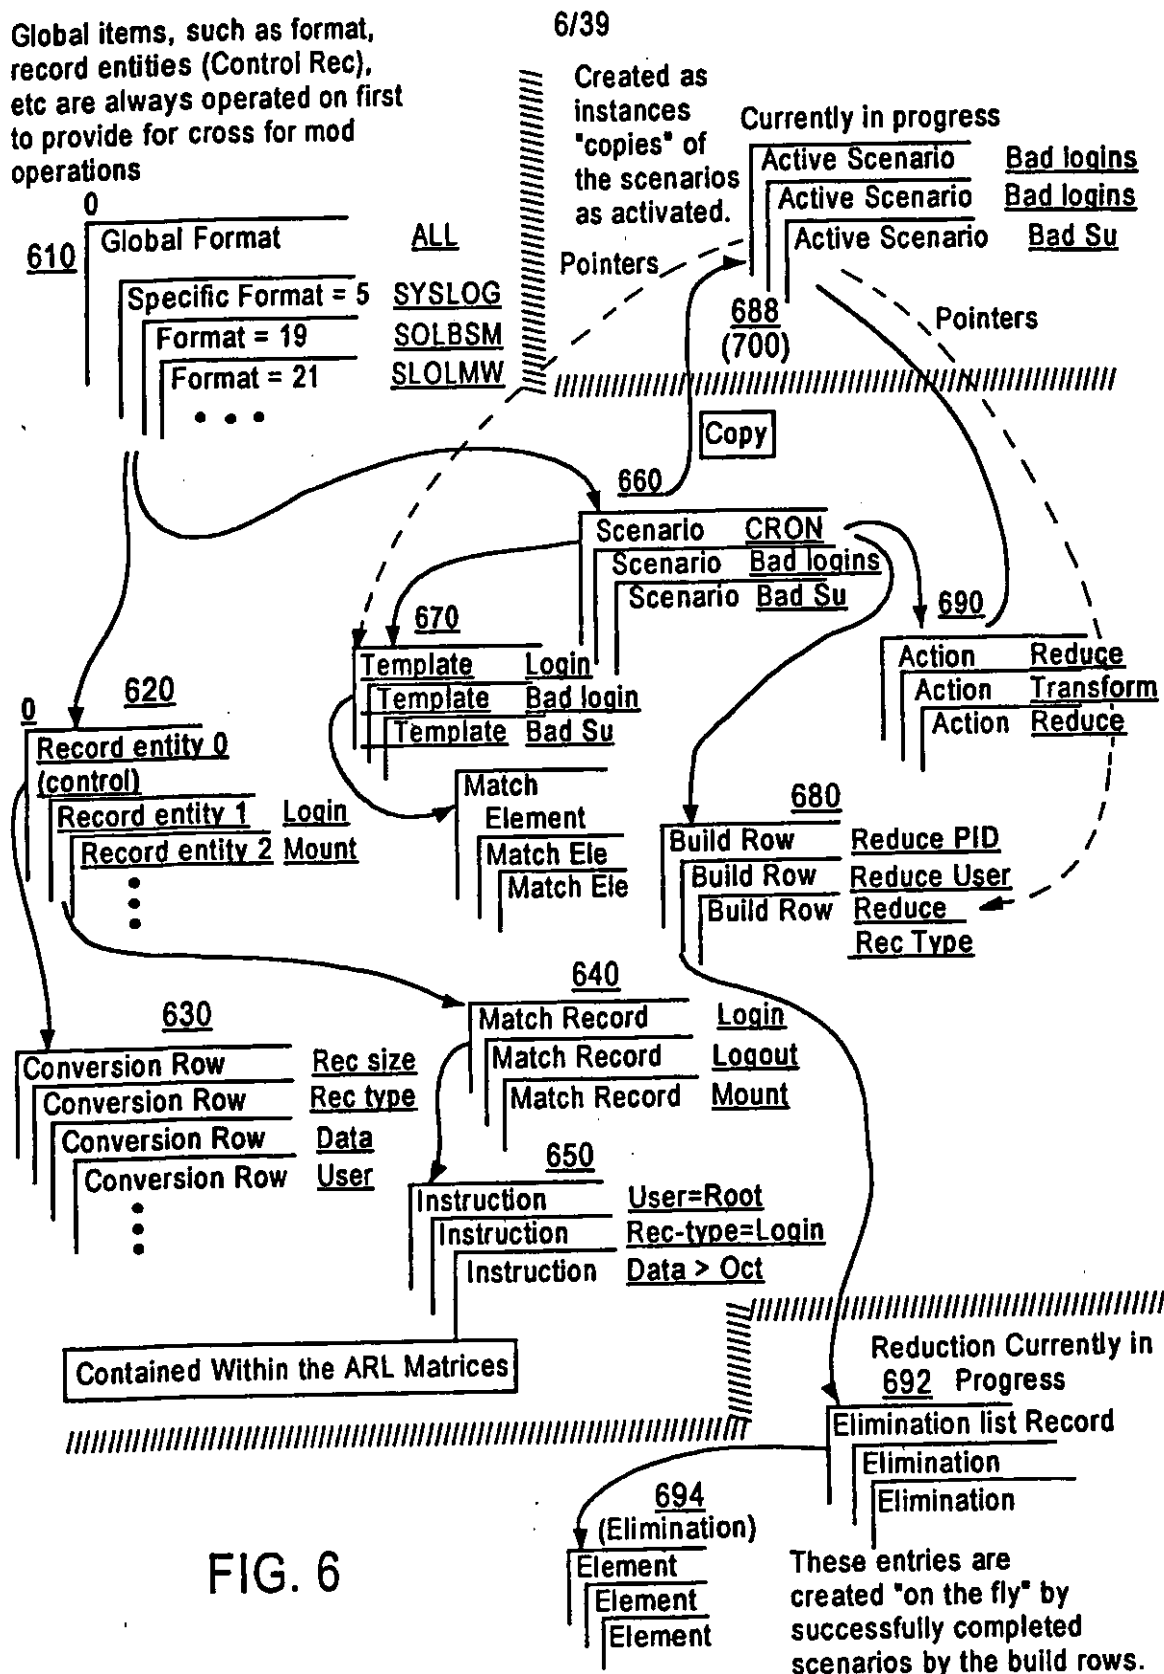 6/39
Global items, such as format,
record entities (Control Rec),
etc are always operated on first
to provide for cross for mod
operations
0
610
Global Format ALL
Specific Format = 5 SYSLOG
Format = 19 SOLBSM
Format = 21 SLOLMW
Created as
instances
"copies" of
the scenarios
as activated.
Currently in progress
Active Scenario Bad logins
Active Scenario Bad logins
Active Scenario Bad Su
Pointers
688
(700)
Pointers
Copy
660
Scenario CRON
Scenario Bad logins
Scenario Bad Su
670
Template Login
Template Bad login
Template Bad Su
690
Action Reduce
Action Transform
Action Reduce
0
620
Record entity 0
(control)
Record entity 1 Login
Record entity 2 Mount
Match
Element
Match Ele
Match Ele
680
Build Row Reduce PID
Build Row Reduce User
Build Row Reduce
Rec Type
630
Conversion Row Rec size
Conversion Row Rec type
Conversion Row Data
Conversion Row User
640
Match Record Login
Match Record Logout
Match Record Mount
650
Instruction User=Root
Instruction Rec-type=Login
Instruction Data > Oct
Contained Within the ARL Matrices
Reduction Currently in
692 Progress
Elimination list Record
Elimination
Elimination
694
(Elimination)
Element
Element
Element
These entries are
created "on the fly" by
successfully completed
scenarios by the build rows.
FIG. 6